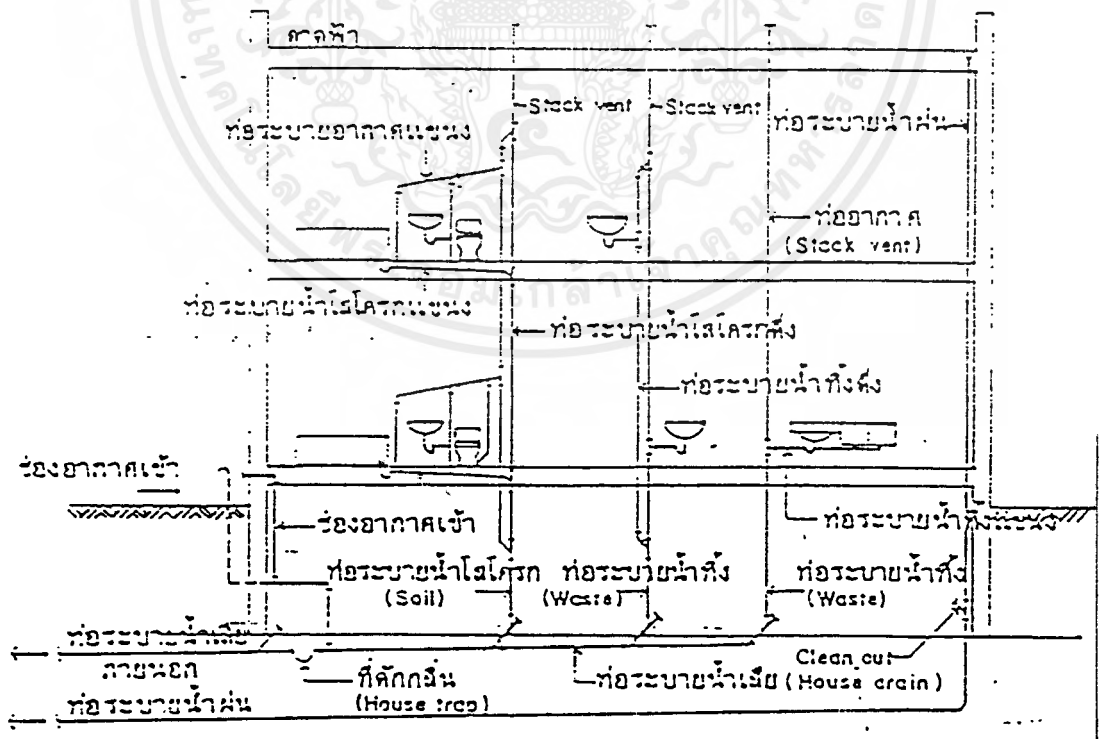 ดาดฟ้า
Stack vent
Stack vent
ท่อระบายอากาศแขนง
ท่อระบายน้ำฝน
ท่ออากาศ
(Stack vent)
ท่อระบายน้ำโสโครกแขนง
ท่อระบายน้ำโสโครกดิ่ง
ท่อระบายน้ำทิ้งดิ่ง
ช่องอากาศเข้า
ช่องอากาศเข้า
ท่อระบายน้ำทิ้งแขนง
ท่อระบายน้ำโสโครก
(Soil)
ท่อระบายน้ำทิ้ง
(Waste)
ท่อระบายน้ำทิ้ง
(Waste)
ท่อระบายน้ำเสีย
ภายนอก
Clean out
ที่ดักกลิ่น
(House trap)
ท่อระบายน้ำเสีย (House drain)
ท่อระบายน้ำฝน